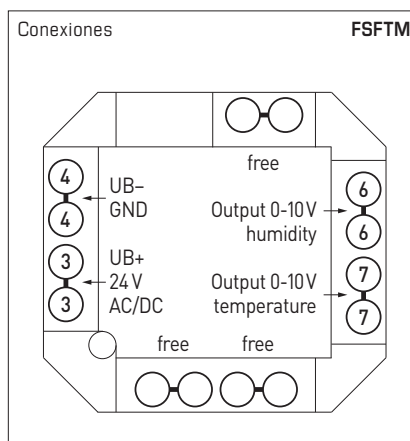 Conexiones FSFTM
free
4 UB– 6
4 GND Output 0-10 V
humidity 6
3 UB+ Output 0-10 V 7
24 V temperature
3 AC/DC 7
free free